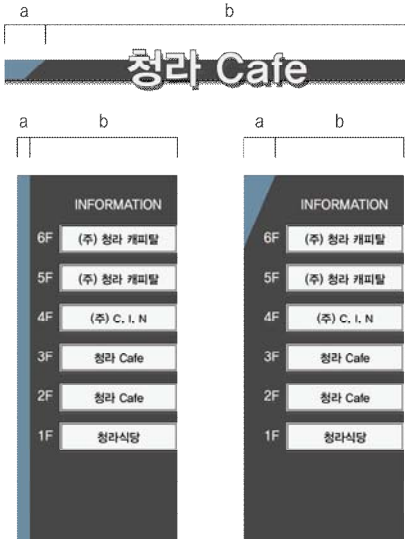 a b
청라 Cafe
a b
INFORMATION
6F (주) 청라 캐피탈
5F (주) 청라 캐피탈
4F (주) C. I. N
3F 청라 Cafe
2F 청라 Cafe
1F 청라식당
a b
INFORMATION
6F (주) 청라 캐피탈
5F (주) 청라 캐피탈
4F (주) C. I. N
3F 청라 Cafe
2F 청라 Cafe
1F 청라식당